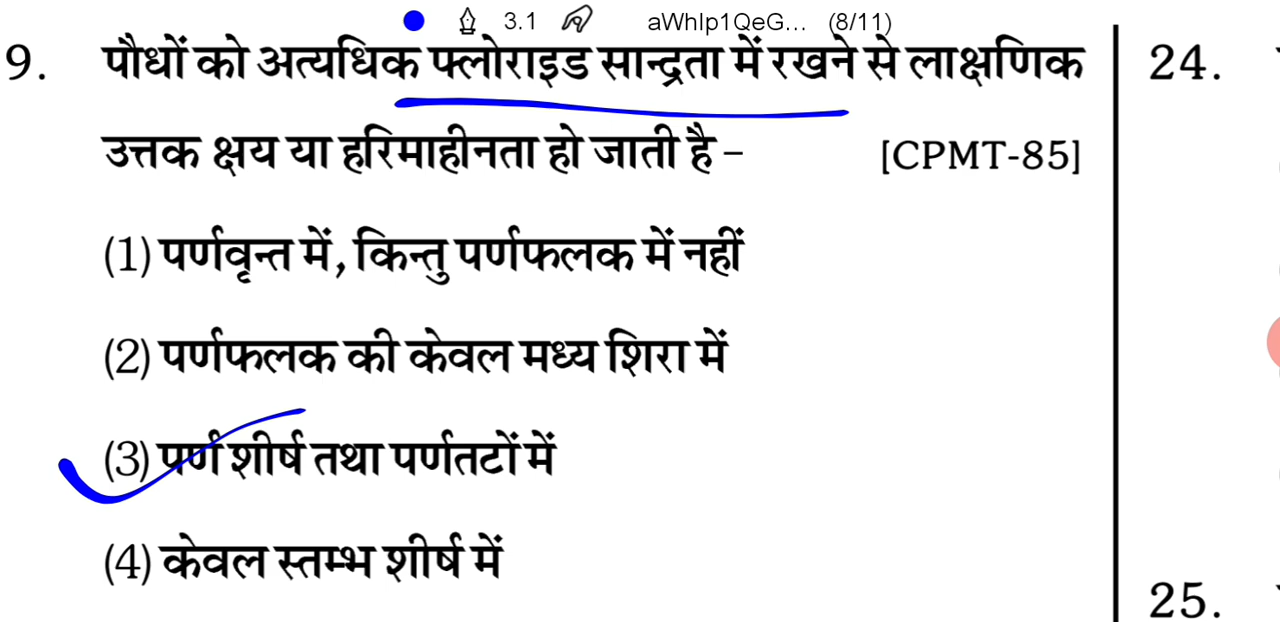 3.1 aWhIp1QeG... (8/11)
9. पौधों को अत्यधिक फ्लोराइड सान्द्रता में रखने से लाक्षणिक
उत्तक क्षय या हरिमाहीनता हो जाती है – [CPMT-85]
(1) पर्णवृन्त में, किन्तु पर्णफलक में नहीं
(2) पर्णफलक की केवल मध्य शिरा में
(3) पर्ण शीर्ष तथा पर्णतटों में
(4) केवल स्तम्भ शीर्ष में
24.
25.